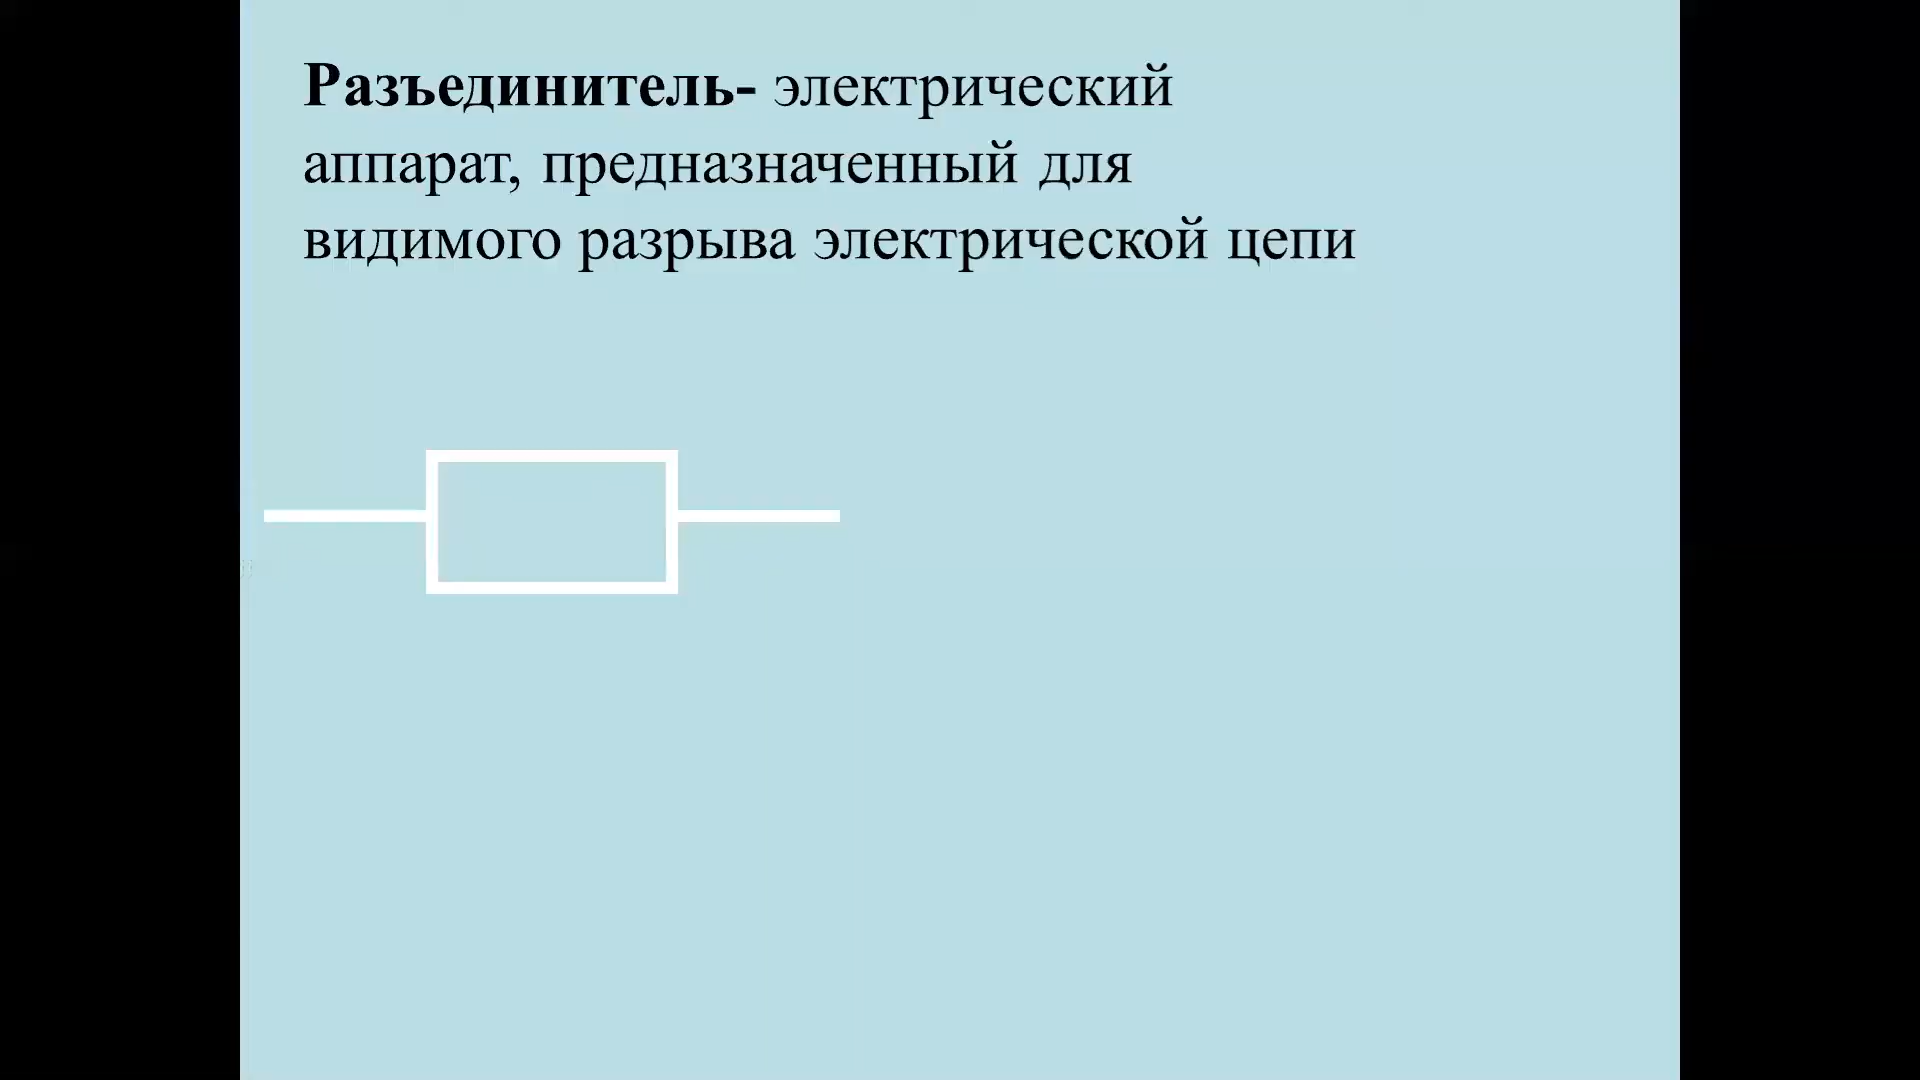 Разъединитель- электрический
аппарат, предназначенный для
видимого разрыва электрической цепи